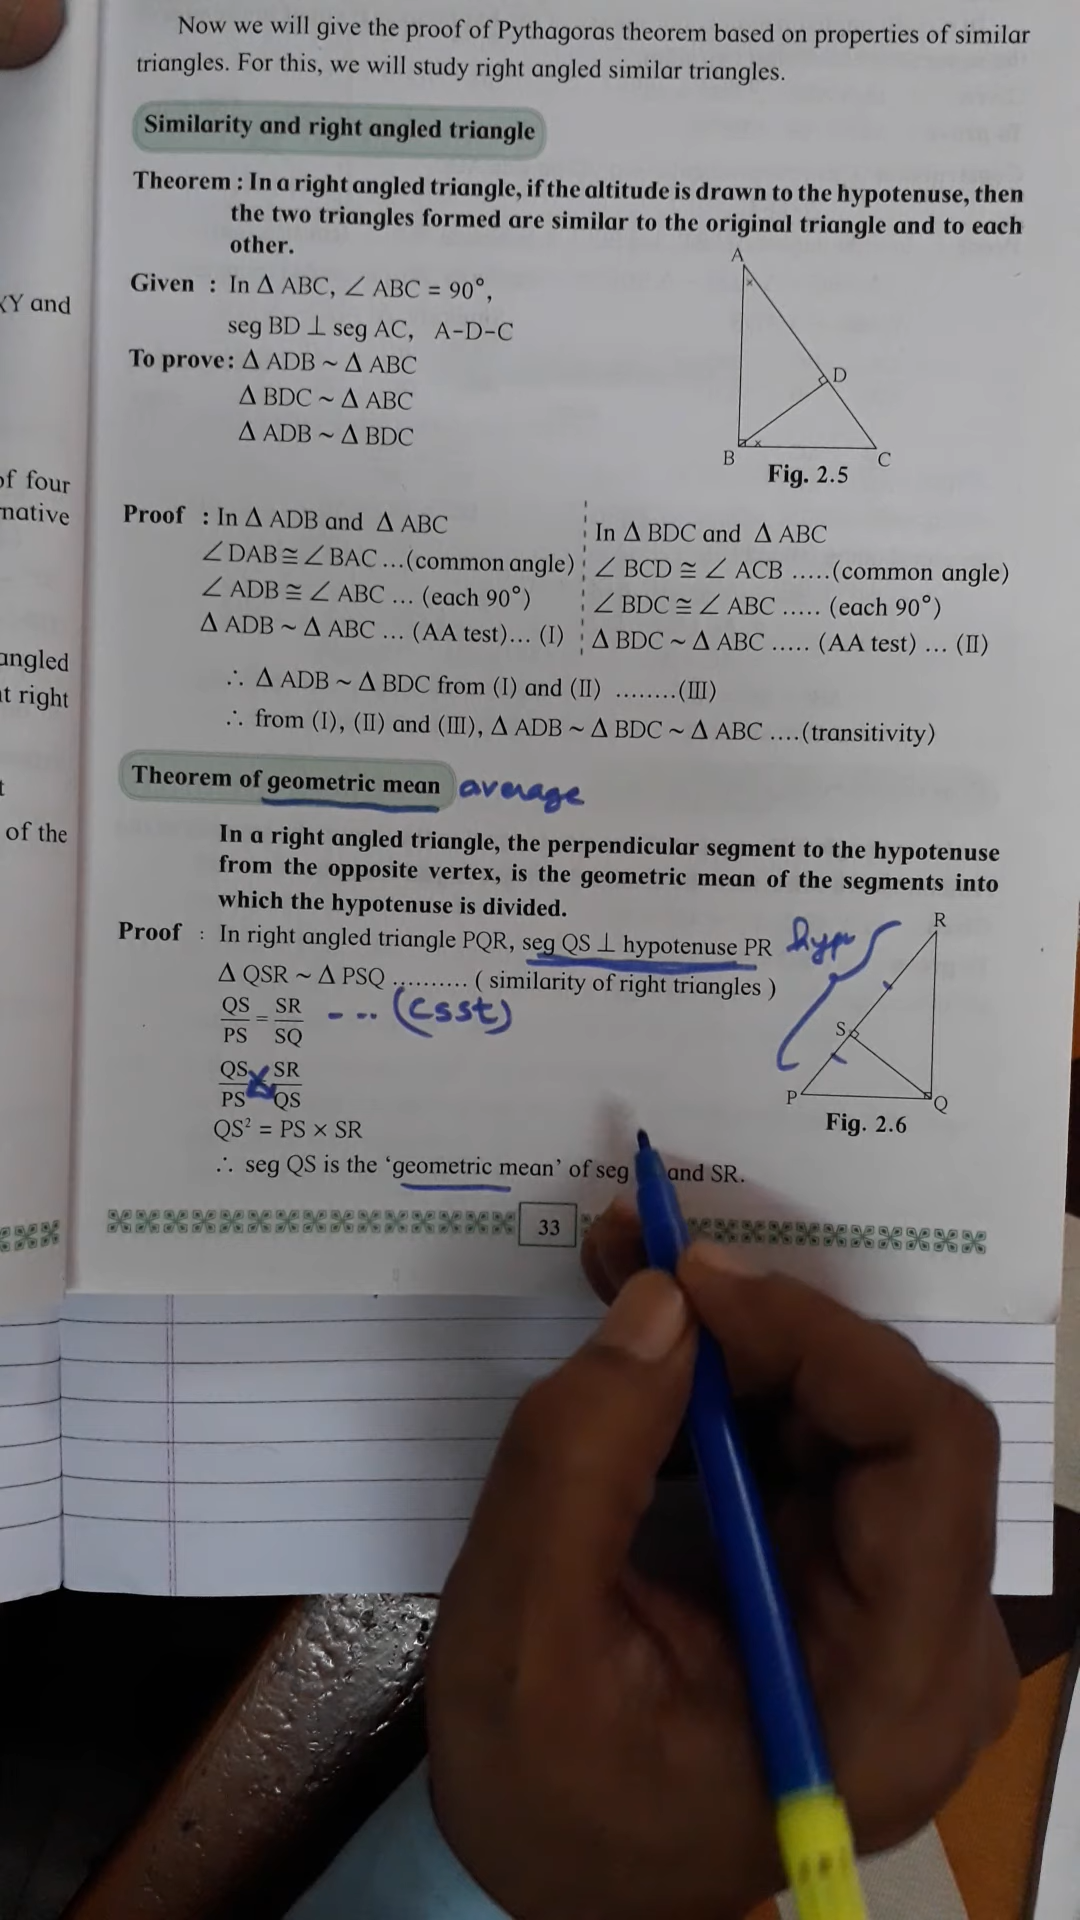 Now we will give the proof of Pythagoras theorem based on properties of similar
triangles. For this, we will study right angled similar triangles.
Similarity and right angled triangle
Theorem : In a right angled triangle, if the altitude is drawn to the hypotenuse, then
the two triangles formed are similar to the original triangle and to each
other.
Given : In Δ ABC, ∠ ABC = 90°,
seg BD ⊥ seg AC, A-D-C
To prove: Δ ADB ~ Δ ABC
Δ BDC ~ Δ ABC
Δ ADB ~ Δ BDC
A
D
B
C
Fig. 2.5
Proof : In Δ ADB and Δ ABC
∠DAB ≅ ∠BAC ...(common angle)
∠ ADB ≅ ∠ ABC ... (each 90°)
Δ ADB ~ Δ ABC ... (AA test)... (I)
In Δ BDC and Δ ABC
∠ BCD ≅ ∠ ACB .....(common angle)
∠ BDC ≅ ∠ ABC ..... (each 90°)
Δ BDC ~ Δ ABC ..... (AA test) ... (II)
∴ Δ ADB ~ Δ BDC from (I) and (II) ........(III)
∴ from (I), (II) and (III), Δ ADB ~ Δ BDC ~ Δ ABC ....(transitivity)
Theorem of geometric mean average
In a right angled triangle, the perpendicular segment to the hypotenuse
from the opposite vertex, is the geometric mean of the segments into
which the hypotenuse is divided.
Proof : In right angled triangle PQR, seg QS ⊥ hypotenuse PR hyp
Δ QSR ~ Δ PSQ .......... ( similarity of right triangles )
QS/PS = SR/SQ --.. (csst)
QS/PS = SR/QS
QS² = PS × SR
∴ seg QS is the ‘geometric mean’ of seg and SR.
R
S
P
Q
Fig. 2.6
33
XY and
of four
native
angled
at right
of the